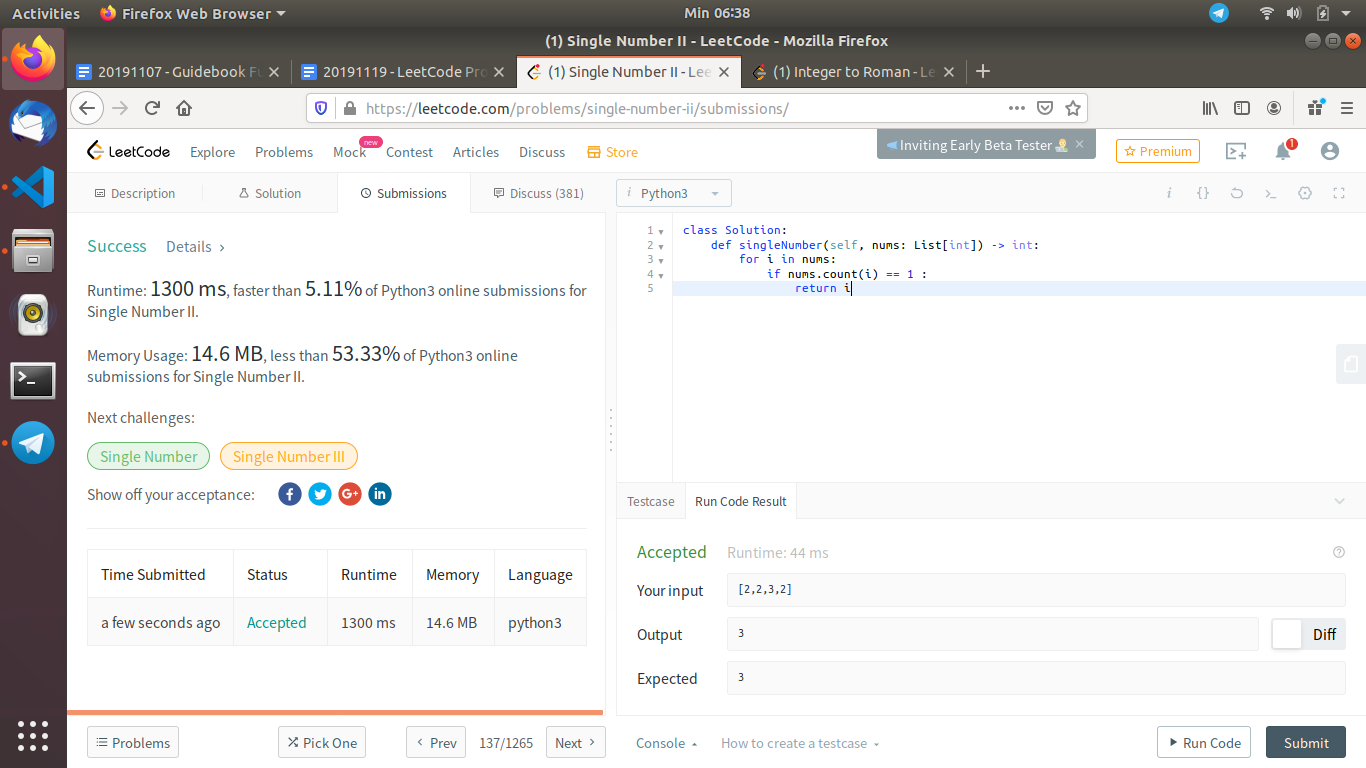 Activities
Firefox Web Browser
Min 06:38
(1) Single Number II - LeetCode - Mozilla Firefox
20191107 - Guidebook Fu
20191119 - LeetCode Pro
(1) Single Number II - Lee
(1) Integer to Roman - Le
https://leetcode.com/problems/single-number-ii/submissions/
LeetCode
Explore
Problems
Mock
new
Contest
Articles
Discuss
Store
Inviting Early Beta Tester
Premium
1
Description
Solution
Submissions
Discuss (381)
i Python3
Success
Details
Runtime: 1300 ms, faster than 5.11% of Python3 online submissions for
Single Number II.
Memory Usage: 14.6 MB, less than 53.33% of Python3 online
submissions for Single Number II.
Next challenges:
Single Number
Single Number III
Show off your acceptance:
Time Submitted Status Runtime Memory Language
a few seconds ago Accepted 1300 ms 14.6 MB python3
1 class Solution:
2 def singleNumber(self, nums: List[int]) -> int:
3 for i in nums:
4 if nums.count(i) == 1 :
5 return i
Testcase
Run Code Result
Accepted
Runtime: 44 ms
Your input
[2,2,3,2]
Output
3
Diff
Expected
3
Problems
Pick One
Prev
137/1265
Next
Console
How to create a testcase
Run Code
Submit